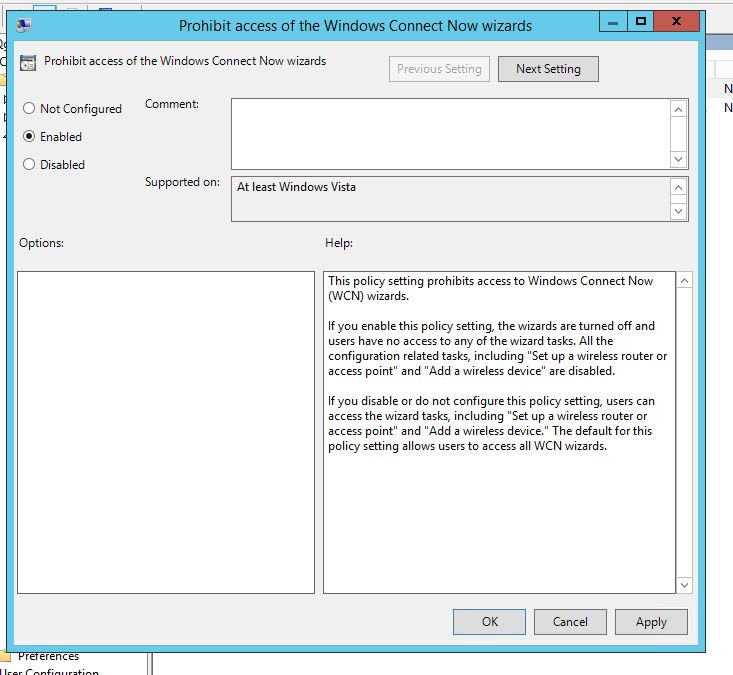 Prohibit access of the Windows Connect Now wizards
Prohibit access of the Windows Connect Now wizards
Previous Setting
Next Setting
Not Configured
Enabled
Disabled
Comment:
Supported on:
At least Windows Vista
Options:
Help:
This policy setting prohibits access to Windows Connect Now
(WCN) wizards.
If you enable this policy setting, the wizards are turned off and
users have no access to any of the wizard tasks. All the
configuration related tasks, including "Set up a wireless router or
access point" and "Add a wireless device" are disabled.
If you disable or do not configure this policy setting, users can
access the wizard tasks, including "Set up a wireless router or
access point" and "Add a wireless device." The default for this
policy setting allows users to access all WCN wizards.
OK
Cancel
Apply
Preferences
User Configuration
N
N